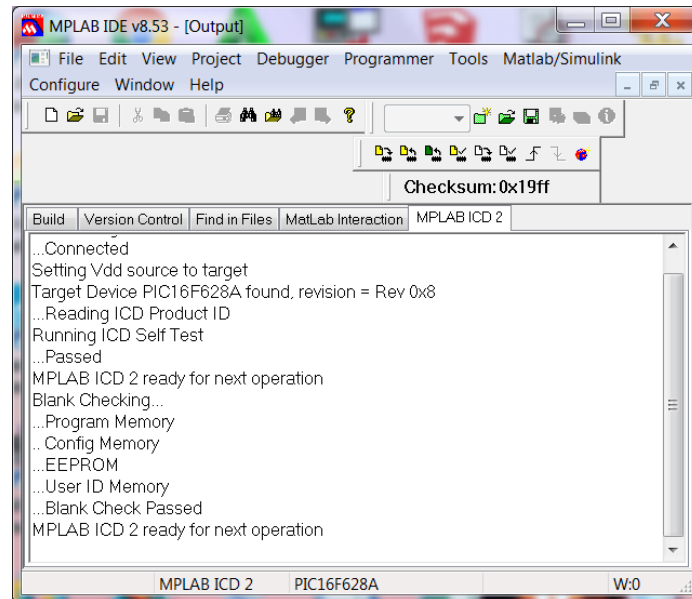 MPLAB IDE v8.53 - [Output]
File Edit View Project Debugger Programmer Tools Matlab/Simulink
Configure Window Help
Checksum: 0x19ff
Build Version Control Find in Files MatLab Interaction MPLAB ICD 2
...Connected
Setting Vdd source to target
Target Device PIC16F628A found, revision = Rev 0x8
...Reading ICD Product ID
Running ICD Self Test
...Passed
MPLAB ICD 2 ready for next operation
Blank Checking...
...Program Memory
.. Config Memory
...EEPROM
...User ID Memory
...Blank Check Passed
MPLAB ICD 2 ready for next operation
MPLAB ICD 2 PIC16F628A W:0